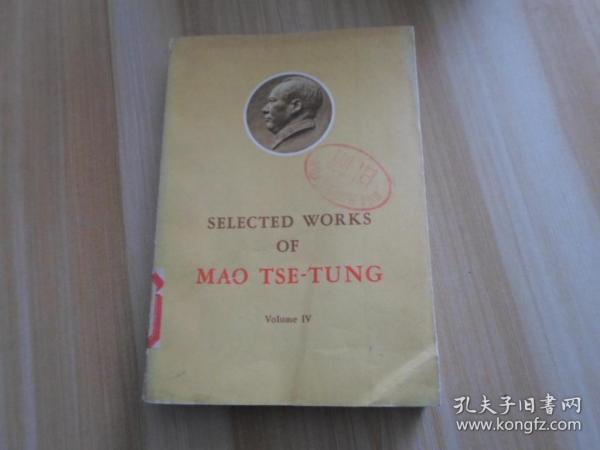 SELECTED WORKS
OF
MAO TSE-TUNG
Volume IV
孔夫子旧书网
www.kongfz.com